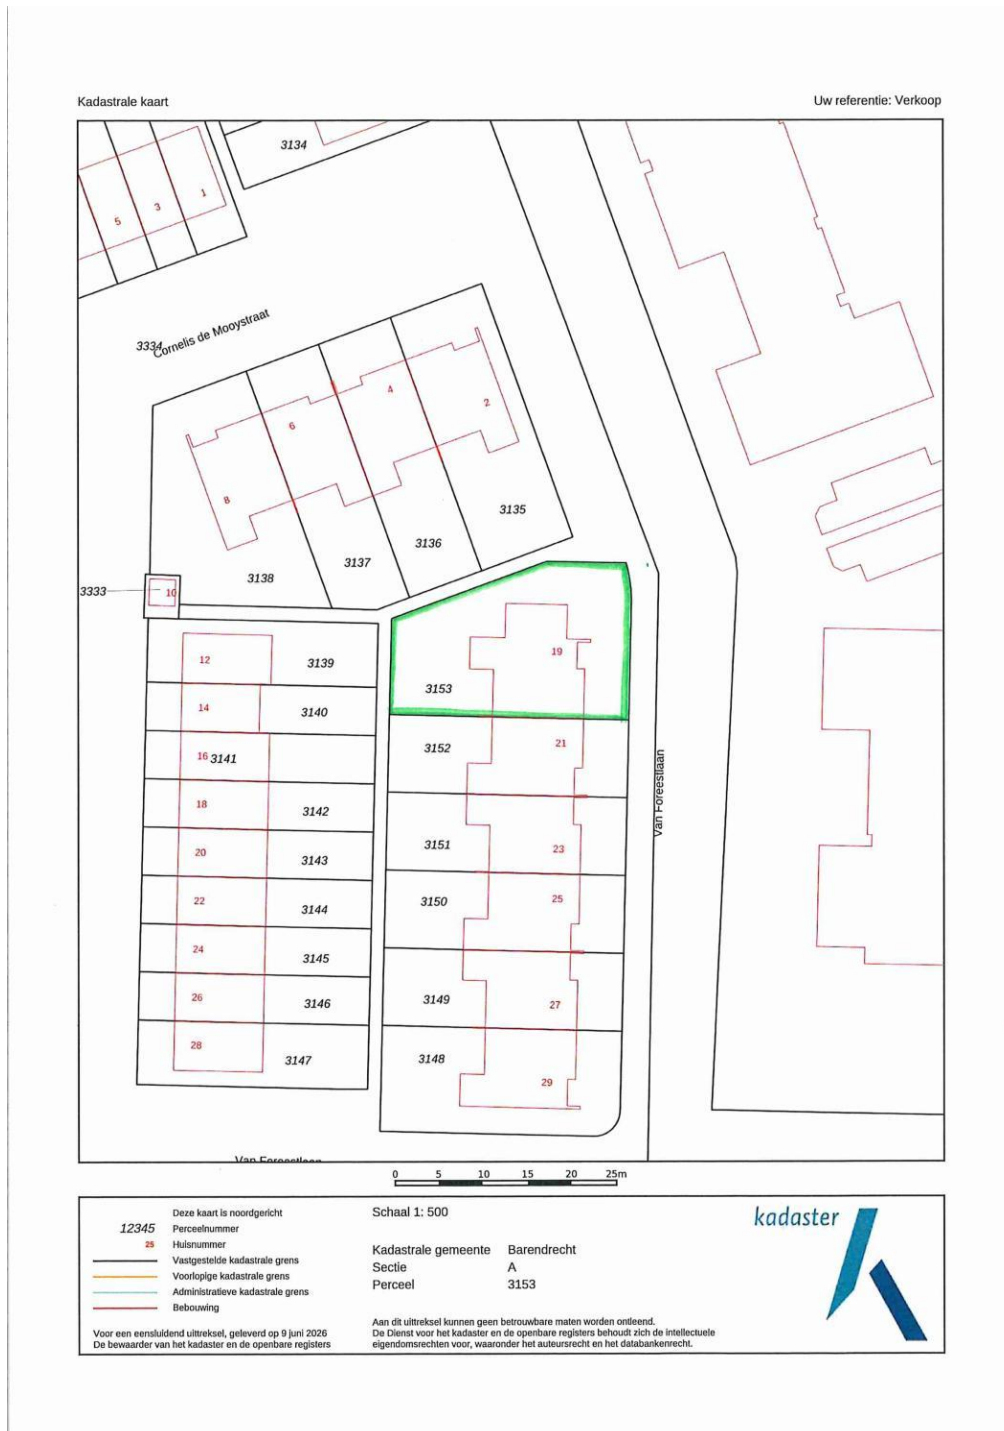 Kadastrale kaart
Uw referentie: Verkoop
3134
1
3
5
3334
Cornelis de Mooystraat
4
2
6
8
3135
3136
3137
3138
3333
10
12
3139
19
14
3140
3153
16
3141
3152
21
18
3142
Van Foreestlaan
20
3143
3151
23
22
3144
3150
25
24
3145
26
3146
3149
27
28
3147
3148
29
Van Foreestlaan
0 5 10 15 20 25m
Deze kaart is noordgericht
12345 Perceelnummer
25 Huisnummer
Vastgestelde kadastrale grens
Voorlopige kadastrale grens
Administratieve kadastrale grens
Bebouwing
Voor een eensluidend uittreksel, geleverd op 9 juni 2026
De bewaarder van het kadaster en de openbare registers
Schaal 1: 500
Kadastrale gemeente Barendrecht
Sectie A
Perceel 3153
Aan dit uittreksel kunnen geen betrouwbare maten worden ontleend.
De Dienst voor het kadaster en de openbare registers behoudt zich de intellectuele
eigendomsrechten voor, waaronder het auteursrecht en het databankenrecht.
kadaster